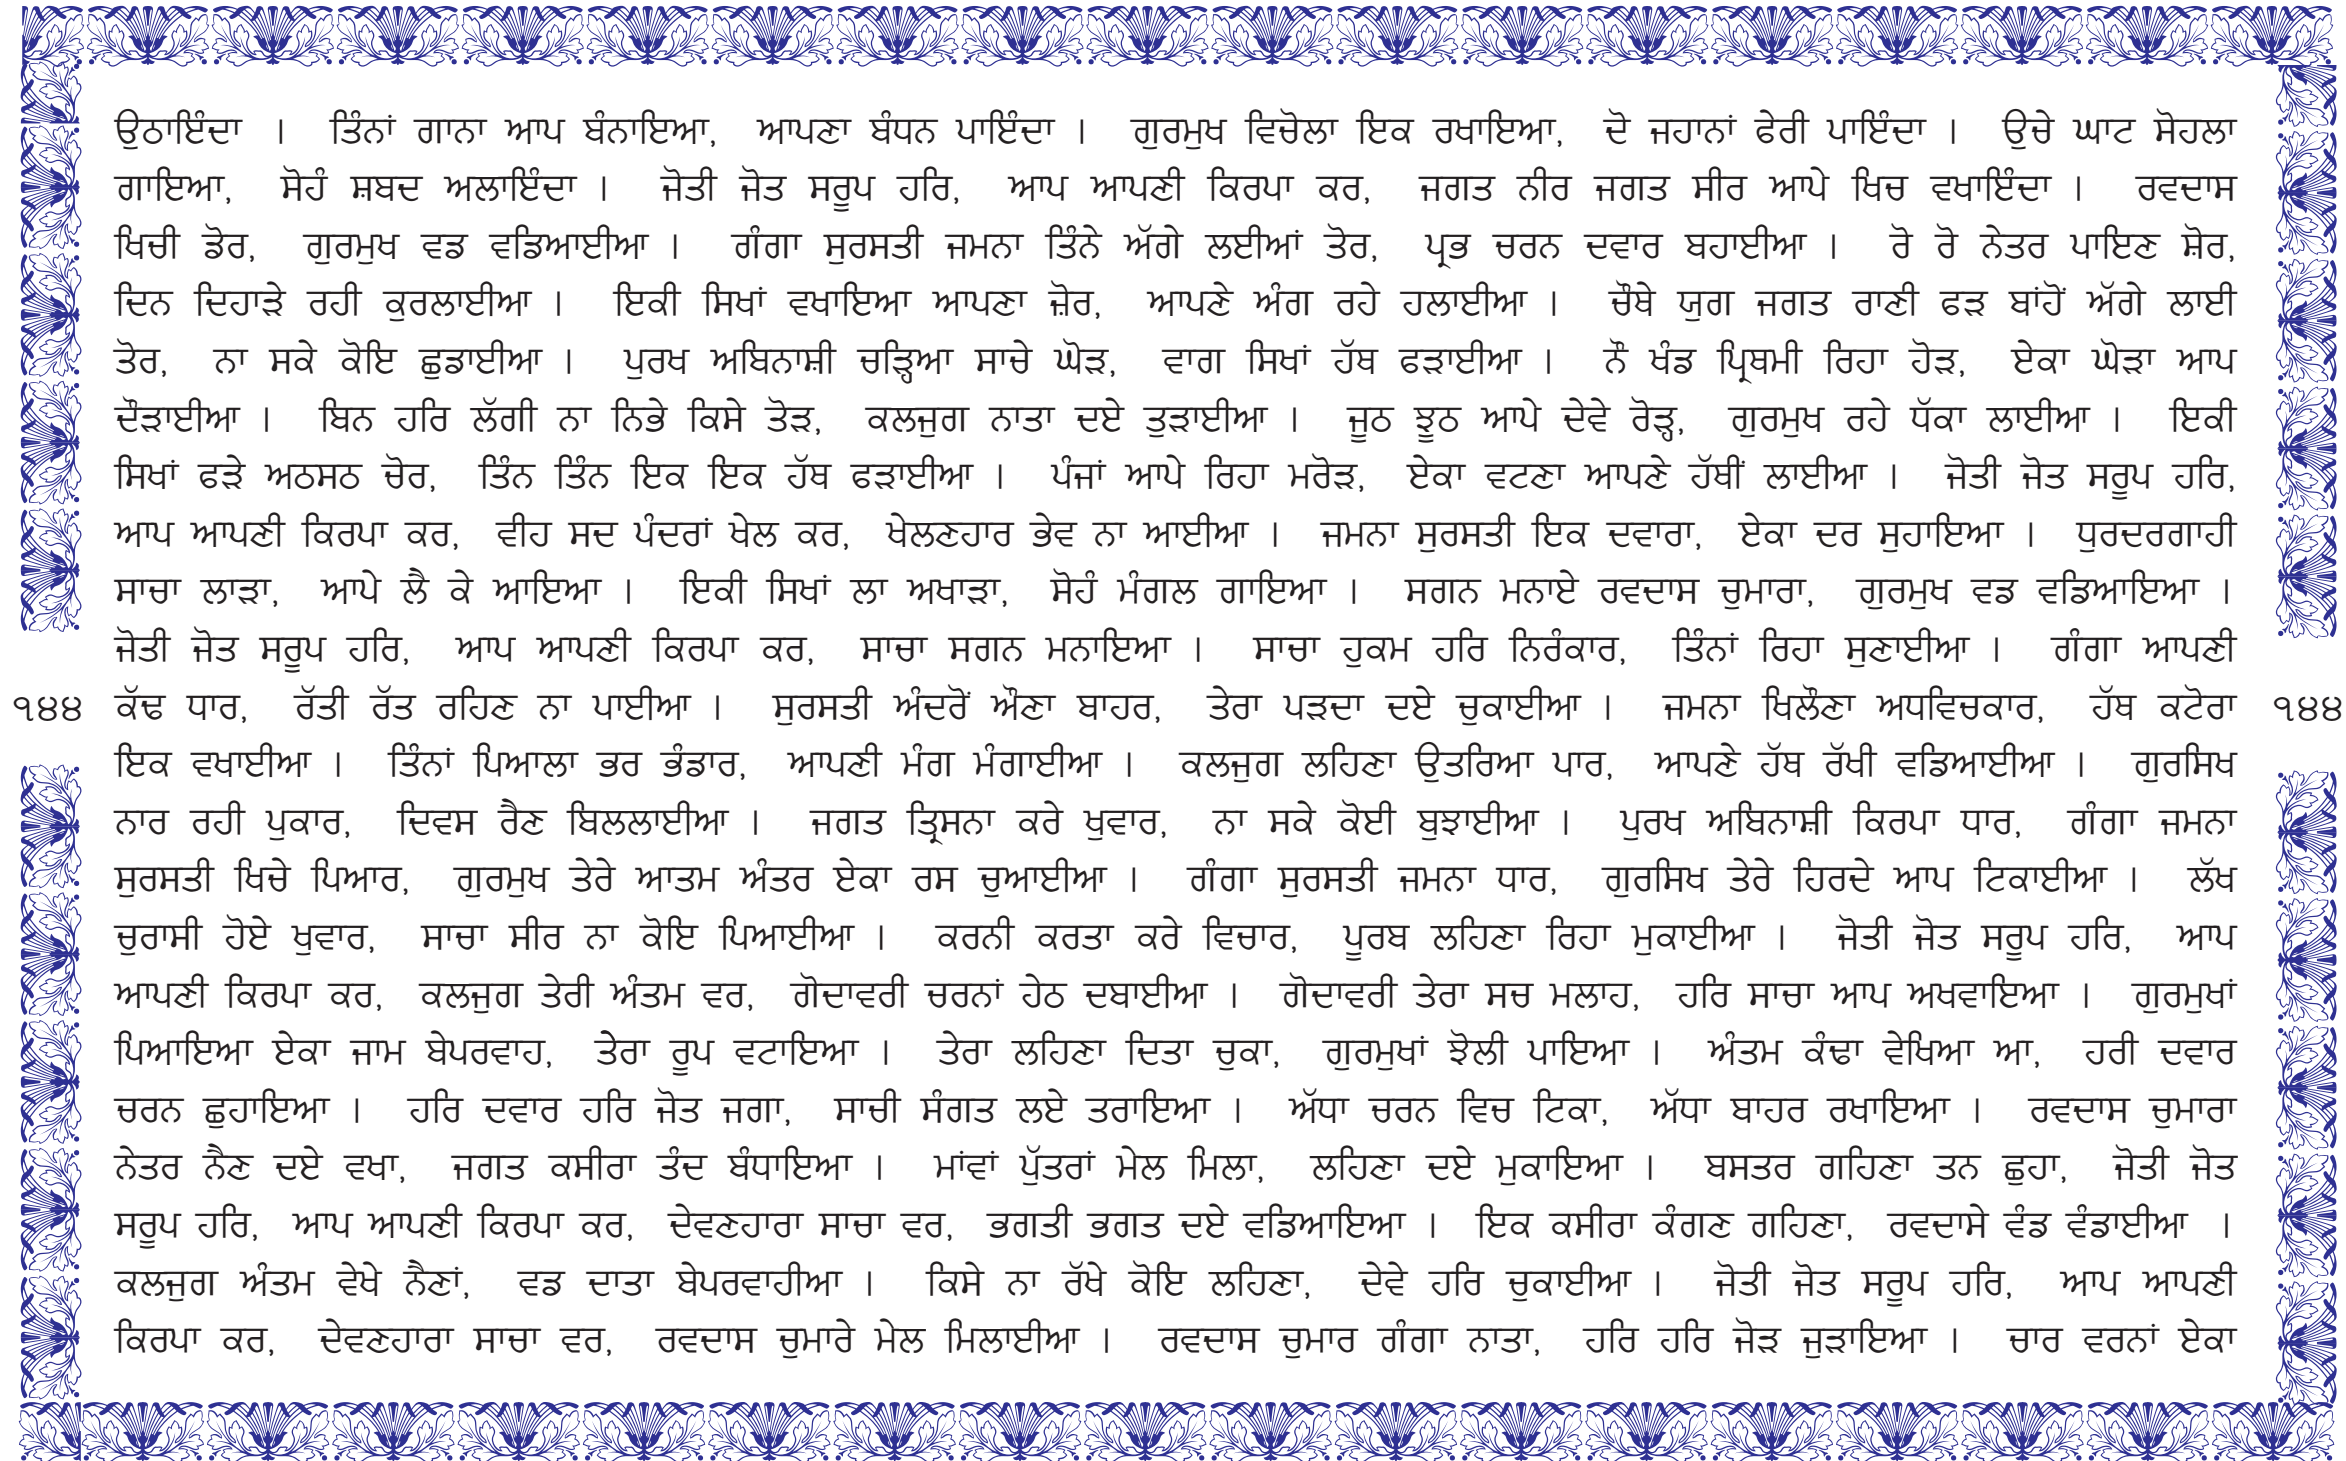 ਉਠਾਇੰਦਾ । ਤਿੰਨਾਂ ਗਾਨਾ ਆਪ ਬੰਨਾਇਆ, ਆਪਣਾ ਬੰਧਨ ਪਾਇੰਦਾ । ਗੁਰਮੁਖ ਵਿਚੋਲਾ ਇਕ ਰਖਾਇਆ, ਦੋ ਜਹਾਨਾਂ ਫੇਰੀ ਪਾਇੰਦਾ । ਉਚੇ ਘਾਟ ਸੋਹਲਾ
ਗਾਇਆ, ਸੋਹੰ ਸ਼ਬਦ ਅਲਾਇੰਦਾ । ਜੋਤੀ ਜੋਤ ਸਰੂਪ ਹਰਿ, ਆਪ ਆਪਣੀ ਕਿਰਪਾ ਕਰ, ਜਗਤ ਨੀਰ ਜਗਤ ਸੀਰ ਆਪੇ ਖਿਚ ਵਖਾਇੰਦਾ । ਰਵਦਾਸ
ਖਿਚੀ ਡੋਰ, ਗੁਰਮੁਖ ਵਡ ਵਡਿਆਈਆ । ਗੰਗਾ ਸੁਰਸਤੀ ਜਮਨਾ ਤਿੰਨੇ ਅੱਗੇ ਲਈਆਂ ਤੋਰ, ਪ੍ਰਭ ਚਰਨ ਦਵਾਰ ਬਹਾਈਆ । ਰੋ ਰੋ ਨੇਤਰ ਪਾਇਣ ਸ਼ੋਰ,
ਦਿਨ ਦਿਹਾੜੇ ਰਹੀ ਕੁਰਲਾਈਆ । ਇਕੀ ਸਿਖਾਂ ਵਖਾਇਆ ਆਪਣਾ ਜ਼ੋਰ, ਆਪਣੇ ਅੰਗ ਰਹੇ ਹਲਾਈਆ । ਚੌਥੇ ਯੁਗ ਜਗਤ ਰਾਣੀ ਫੜ ਬਾਂਹੋਂ ਅੱਗੇ ਲਾਈ
ਤੋਰ, ਨਾ ਸਕੇ ਕੋਇ ਛੁਡਾਈਆ । ਪੁਰਖ ਅਬਿਨਾਸ਼ੀ ਚੜ੍ਹਿਆ ਸਾਚੇ ਘੋੜ, ਵਾਗ ਸਿਖਾਂ ਹੱਥ ਫੜਾਈਆ । ਨੌਂ ਖੰਡ ਪ੍ਰਿਥਮੀ ਰਿਹਾ ਹੋੜ, ਏਕਾ ਘੋੜਾ ਆਪ
ਦੌੜਾਈਆ । ਬਿਨ ਹਰਿ ਲੱਗੀ ਨਾ ਨਿਭੇ ਕਿਸੇ ਤੋੜ, ਕਲਜੁਗ ਨਾਤਾ ਦਏ ਤੁੜਾਈਆ । ਜੂਠ ਝੂਠ ਆਪੇ ਦੇਵੇ ਰੋੜ੍ਹ, ਗੁਰਮੁਖ ਰਹੇ ਧੱਕਾ ਲਾਈਆ । ਇਕੀ
ਸਿਖਾਂ ਫੜੇ ਅਠਸਠ ਚੋਰ, ਤਿੰਨ ਤਿੰਨ ਇਕ ਇਕ ਹੱਥ ਫੜਾਈਆ । ਪੰਜਾਂ ਆਪੇ ਰਿਹਾ ਮਰੋੜ, ਏਕਾ ਵਟਣਾ ਆਪਣੇ ਹੱਥੀਂ ਲਾਈਆ । ਜੋਤੀ ਜੋਤ ਸਰੂਪ ਹਰਿ,
ਆਪ ਆਪਣੀ ਕਿਰਪਾ ਕਰ, ਵੀਹ ਸਦ ਪੰਦਰਾਂ ਖੇਲ ਕਰ, ਖੇਲਣਹਾਰ ਭੇਵ ਨਾ ਆਈਆ । ਜਮਨਾ ਸੁਰਸਤੀ ਇਕ ਦਵਾਰਾ, ਏਕਾ ਦਰ ਸੁਹਾਇਆ । ਧੁਰਦਰਗਾਹੀ
ਸਾਚਾ ਲਾੜਾ, ਆਪੇ ਲੈ ਕੇ ਆਇਆ । ਇਕੀ ਸਿਖਾਂ ਲਾ ਅਖਾੜਾ, ਸੋਹੰ ਮੰਗਲ ਗਾਇਆ । ਸਗਨ ਮਨਾਏ ਰਵਦਾਸ ਚੁਮਾਰਾ, ਗੁਰਮੁਖ ਵਡ ਵਡਿਆਇਆ ।
ਜੋਤੀ ਜੋਤ ਸਰੂਪ ਹਰਿ, ਆਪ ਆਪਣੀ ਕਿਰਪਾ ਕਰ, ਸਾਚਾ ਸਗਨ ਮਨਾਇਆ । ਸਾਚਾ ਹੁਕਮ ਹਰਿ ਨਿਰੰਕਾਰ, ਤਿੰਨਾਂ ਰਿਹਾ ਸੁਣਾਈਆ । ਗੰਗਾ ਆਪਣੀ
੧੪੪ ਕੱਢ ਧਾਰ, ਰੱਤੀ ਰੱਤ ਰਹਿਣ ਨਾ ਪਾਈਆ । ਸੁਰਸਤੀ ਅੰਦਰੋਂ ਔਣਾ ਬਾਹਰ, ਤੇਰਾ ਪੜਦਾ ਦਏ ਚੁਕਾਈਆ । ਜਮਨਾ ਖਿਲੌਣਾ ਅਧਵਿਚਕਾਰ, ਹੱਥ ਕਟੋਰਾ ੧੪੪
ਇਕ ਵਖਾਈਆ । ਤਿੰਨਾਂ ਪਿਆਲਾ ਭਰ ਭੰਡਾਰ, ਆਪਣੀ ਮੰਗ ਮੰਗਾਈਆ । ਕਲਜੁਗ ਲਹਿਣਾ ਉਤਰਿਆ ਪਾਰ, ਆਪਣੇ ਹੱਥ ਰੱਖੀ ਵਡਿਆਈਆ । ਗੁਰਸਿਖ
ਨਾਰ ਰਹੀ ਪੁਕਾਰ, ਦਿਵਸ ਰੈਣ ਬਿਲਲਾਈਆ । ਜਗਤ ਤ੍ਰਿਸਨਾ ਕਰੇ ਖੁਵਾਰ, ਨਾ ਸਕੇ ਕੋਈ ਬੁਝਾਈਆ । ਪੁਰਖ ਅਬਿਨਾਸ਼ੀ ਕਿਰਪਾ ਧਾਰ, ਗੰਗਾ ਜਮਨਾ
ਸੁਰਸਤੀ ਖਿਚੇ ਪਿਆਰ, ਗੁਰਮੁਖ ਤੇਰੇ ਆਤਮ ਅੰਤਰ ਏਕਾ ਰਸ ਚੁਆਈਆ । ਗੰਗਾ ਸੁਰਸਤੀ ਜਮਨਾ ਧਾਰ, ਗੁਰਸਿਖ ਤੇਰੇ ਹਿਰਦੇ ਆਪ ਟਿਕਾਈਆ । ਲੱਖ
ਚੁਰਾਸੀ ਹੋਏ ਖੁਵਾਰ, ਸਾਚਾ ਸੀਰ ਨਾ ਕੋਇ ਪਿਆਈਆ । ਕਰਨੀ ਕਰਤਾ ਕਰੇ ਵਿਚਾਰ, ਪੂਰਬ ਲਹਿਣਾ ਰਿਹਾ ਮੁਕਾਈਆ । ਜੋਤੀ ਜੋਤ ਸਰੂਪ ਹਰਿ, ਆਪ
ਆਪਣੀ ਕਿਰਪਾ ਕਰ, ਕਲਜੁਗ ਤੇਰੀ ਅੰਤਮ ਵਰ, ਗੋਦਾਵਰੀ ਚਰਨਾਂ ਹੇਠ ਦਬਾਈਆ । ਗੋਦਾਵਰੀ ਤੇਰਾ ਸਚ ਮਲਾਹ, ਹਰਿ ਸਾਚਾ ਆਪ ਅਖਵਾਇਆ । ਗੁਰਮੁਖਾਂ
ਪਿਆਇਆ ਏਕਾ ਜਾਮ ਬੇਪਰਵਾਹ, ਤੇਰਾ ਰੂਪ ਵਟਾਇਆ । ਤੇਰਾ ਲਹਿਣਾ ਦਿਤਾ ਚੁਕਾ, ਗੁਰਮੁਖਾਂ ਝੋਲੀ ਪਾਇਆ । ਅੰਤਮ ਕੰਢਾ ਵੇਖਿਆ ਆ, ਹਰੀ ਦਵਾਰ
ਚਰਨ ਛੁਹਾਇਆ । ਹਰਿ ਦਵਾਰ ਹਰਿ ਜੋਤ ਜਗਾ, ਸਾਚੀ ਸੰਗਤ ਲਏ ਤਰਾਇਆ । ਅੱਧਾ ਚਰਨ ਵਿਚ ਟਿਕਾ, ਅੱਧਾ ਬਾਹਰ ਰਖਾਇਆ । ਰਵਦਾਸ ਚੁਮਾਰਾ
ਨੇਤਰ ਨੈਣ ਦਏ ਵਖਾ, ਜਗਤ ਕਸੀਰਾ ਤੰਦ ਬੰਧਾਇਆ । ਮਾਂਵਾਂ ਪੁੱਤਰਾਂ ਮੇਲ ਮਿਲਾ, ਲਹਿਣਾ ਦਏ ਮੁਕਾਇਆ । ਬਸਤਰ ਗਹਿਣਾ ਤਨ ਛੁਹਾ, ਜੋਤੀ ਜੋਤ
ਸਰੂਪ ਹਰਿ, ਆਪ ਆਪਣੀ ਕਿਰਪਾ ਕਰ, ਦੇਵਣਹਾਰਾ ਸਾਚਾ ਵਰ, ਭਗਤੀ ਭਗਤ ਦਏ ਵਡਿਆਇਆ । ਇਕ ਕਸੀਰਾ ਕੰਗਣ ਗਹਿਣਾ, ਰਵਦਾਸੇ ਵੰਡ ਵੰਡਾਈਆ ।
ਕਲਜੁਗ ਅੰਤਮ ਵੇਖੇ ਨੈਣਾਂ, ਵਡ ਦਾਤਾ ਬੇਪਰਵਾਹੀਆ । ਕਿਸੇ ਨਾ ਰੱਖੇ ਕੋਇ ਲਹਿਣਾ, ਦੇਵੇ ਹਰਿ ਚੁਕਾਈਆ । ਜੋਤੀ ਜੋਤ ਸਰੂਪ ਹਰਿ, ਆਪ ਆਪਣੀ
ਕਿਰਪਾ ਕਰ, ਦੇਵਣਹਾਰਾ ਸਾਚਾ ਵਰ, ਰਵਦਾਸ ਚੁਮਾਰੇ ਮੇਲ ਮਿਲਾਈਆ । ਰਵਦਾਸ ਚੁਮਾਰ ਗੰਗਾ ਨਾਤਾ, ਹਰਿ ਹਰਿ ਜੋੜ ਜੁੜਾਇਆ । ਚਾਰ ਵਰਨਾਂ ਏਕਾ